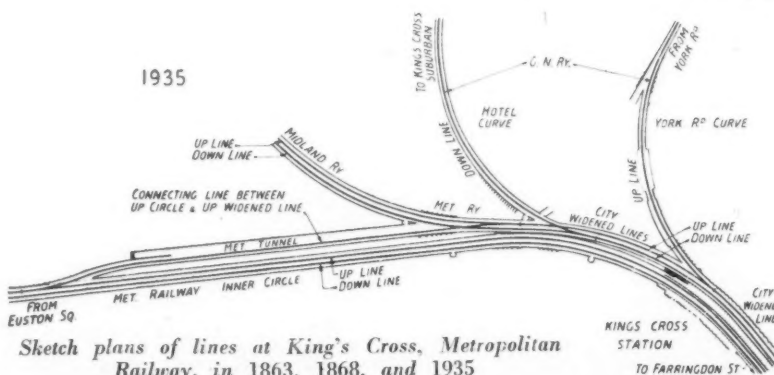 1935
TO KINGS CROSS
SUBURBAN
G. N. RY.
FROM
YORK RD
HOTEL
CURVE
YORK RD CURVE
DOWN LINE
UP LINE
UP LINE
DOWN LINE
MIDLAND RY
CONNECTING LINE BETWEEN
UP CIRCLE & UP WIDENED LINE
MET RY
CITY
WIDENED LINES
UP LINE
DOWN LINE
MET TUNNEL
UP LINE
DOWN LINE
MET. RAILWAY INNER CIRCLE
FROM
EUSTON SQ.
CITY
WIDENED
LINE
KINGS CROSS
STATION
TO FARRINGDON ST
Sketch plans of lines at King's Cross, Metropolitan
Railway, in 1863, 1868, and 1935